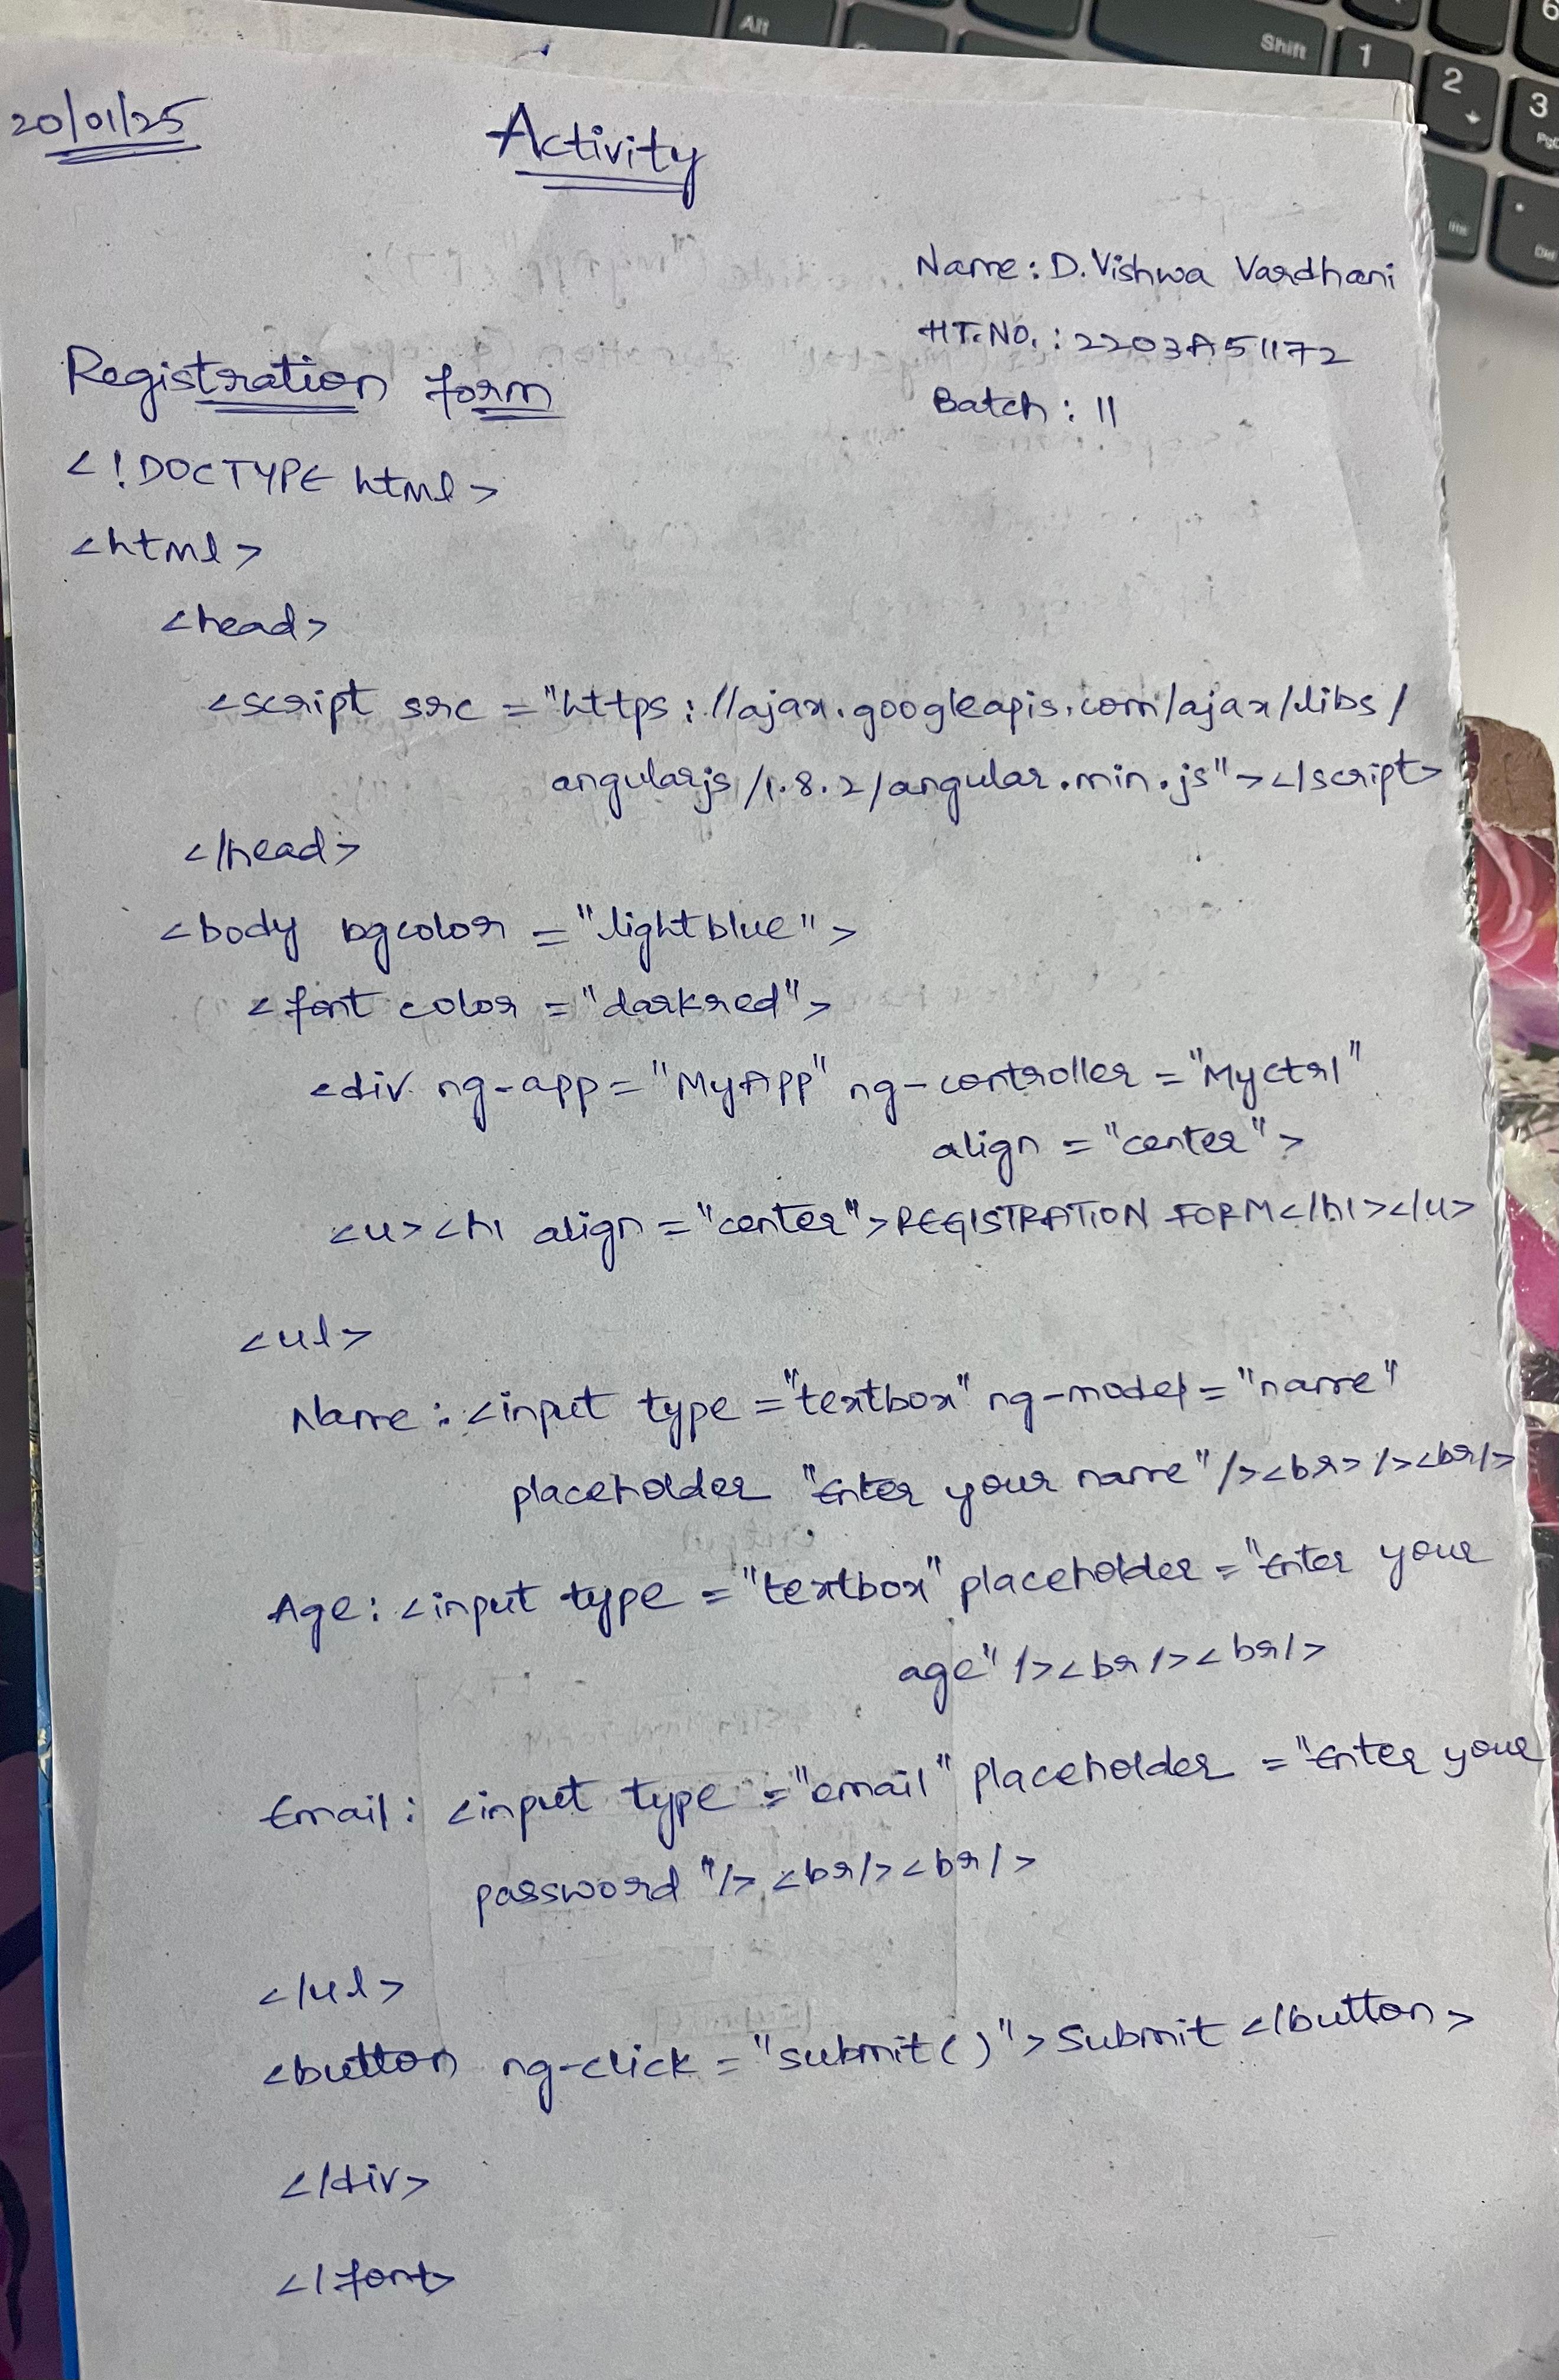 Alt
Shift
1
2
3
6
20/01/25
Activity
Name: D. Vishwa Vardhani
HT.NO. : 2203A51172
Batch : 11
Registration form
<!DOCTYPE html>
<html>
<head>
<script src ="https://ajax.googleapis.com/ajax/libs/
angularjs/1.8.2/angular.min.js"></script>
</head>
<body bgcolor ="lightblue">
<font color ="darkred">
<div ng-app="MyApp" ng-controller ="Myctrl"
align ="center">
<u><h1 align ="center">REGISTRATION FORM</h1></u>
<ul>
Name: <input type ="textbox" ng-model="name"
placeholder "Enter your name"/><br> /><br/>
Age: <input type ="textbox" placeholder ="Enter your
age" /><br /><br/>
Email: <input type ="email" placeholder ="Enter your
password "/> <br/><br/>
</ul>
<button ng-click ="submit()">Submit </button>
</div>
</font>